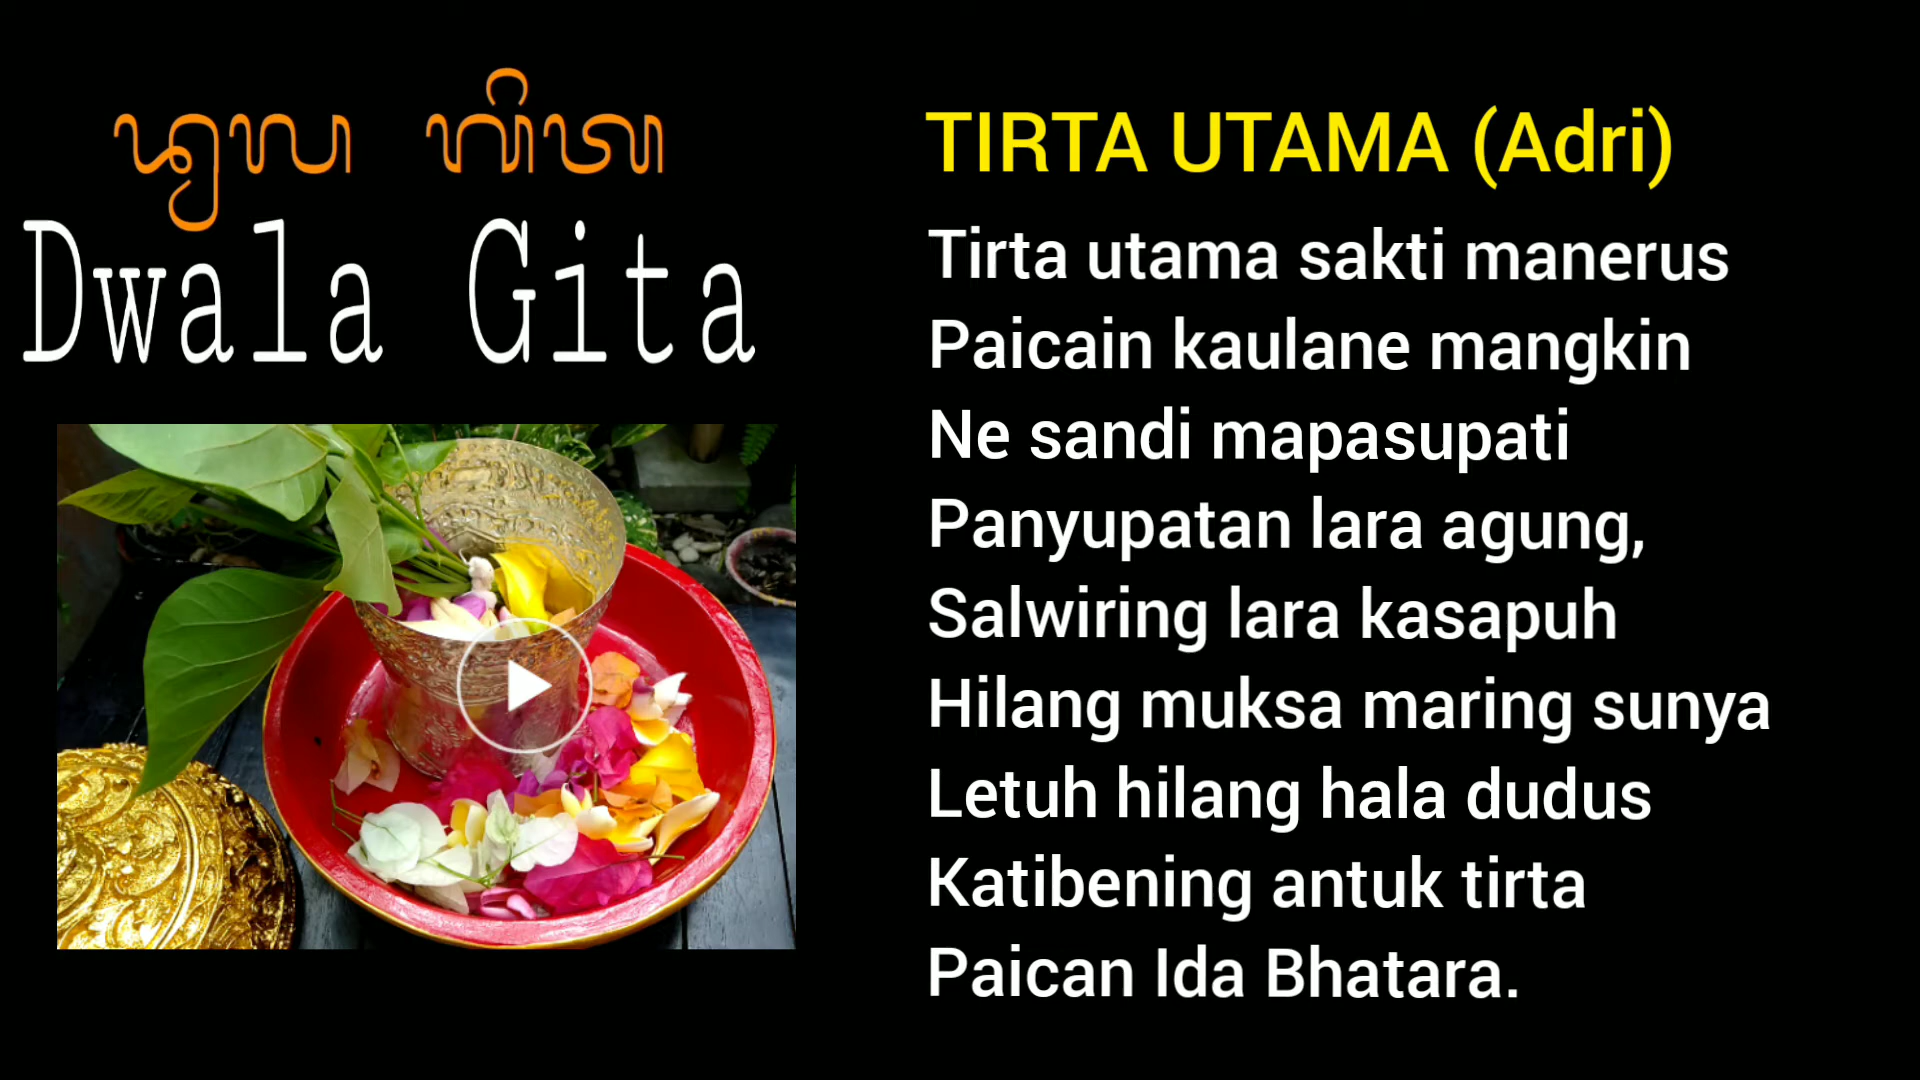 ᬤ᭄ᬯᬮ ᬕᬷᬢᬵ
Dwala Gita
TIRTA UTAMA (Adri)
Tirta utama sakti manerus
Paicain kaulane mangkin
Ne sandi mapasupati
Panyupatan lara agung,
Salwiring lara kasapuh
Hilang muksa maring sunya
Letuh hilang hala dudus
Katibening antuk tirta
Paican Ida Bhatara.